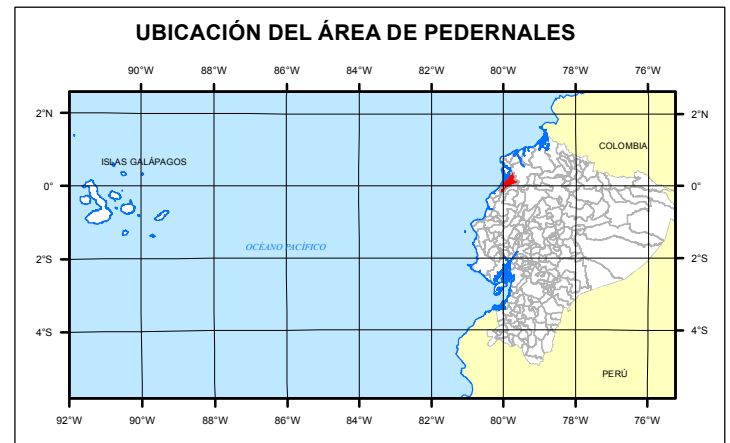 UBICACIÓN DEL ÁREA DE PEDERNALES
90°W 88°W 86°W 84°W 82°W 80°W 78°W 76°W
2°N 2°N
COLOMBIA
ISLAS GALÁPAGOS
0° 0°
OCÉANO PACÍFICO
2°S 2°S
4°S 4°S
PERÚ
92°W 90°W 88°W 86°W 84°W 82°W 80°W 78°W 76°W